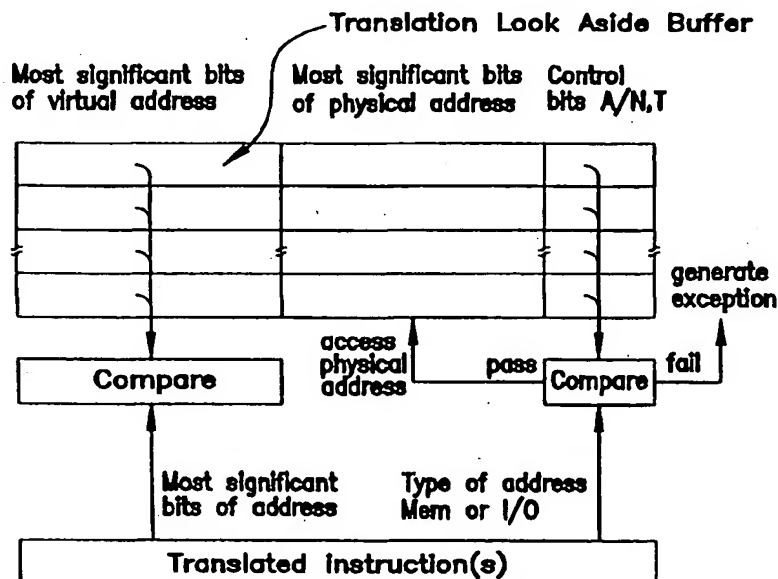 Translation Look Aside Buffer
Most significant bits
of virtual address
Most significant bits
of physical address
Control
bits A/N,T
generate
exception
access
physical
address
pass
fail
Compare
Compare
Most significant
bits of address
Type of address
Mem or I/O
Translated instruction(s)